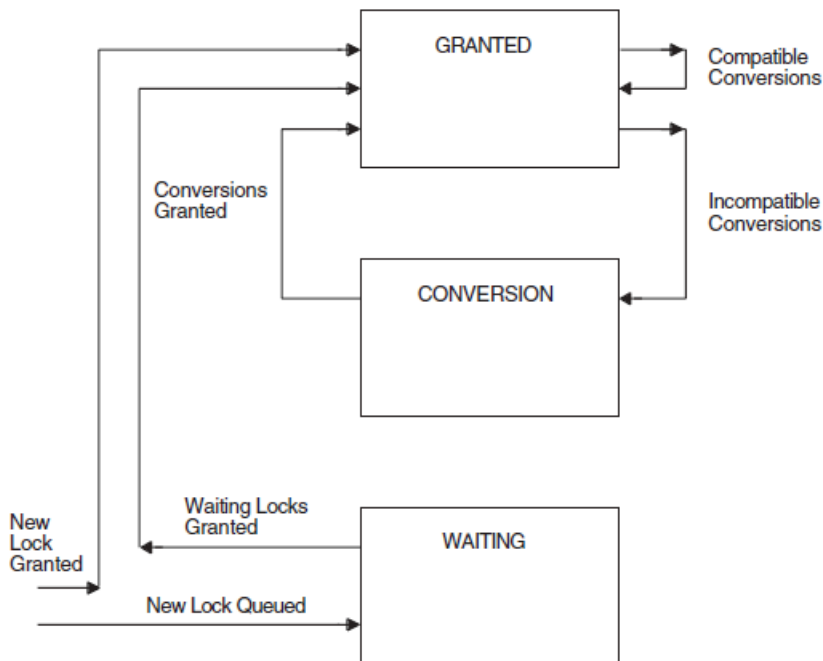 GRANTED
Compatible
Conversions
Conversions
Granted
Incompatible
Conversions
CONVERSION
Waiting Locks
Granted
New
Lock
Granted
WAITING
New Lock Queued